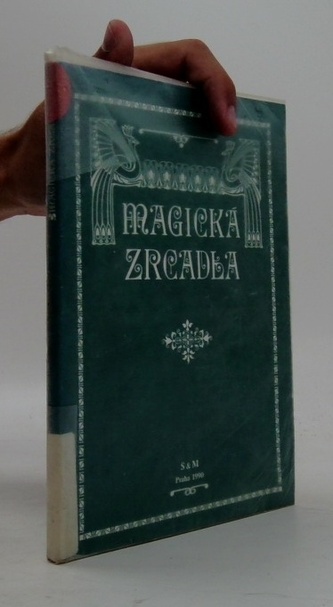 MAGICKÁ
ZRCADLA
S & M
Praha 1990